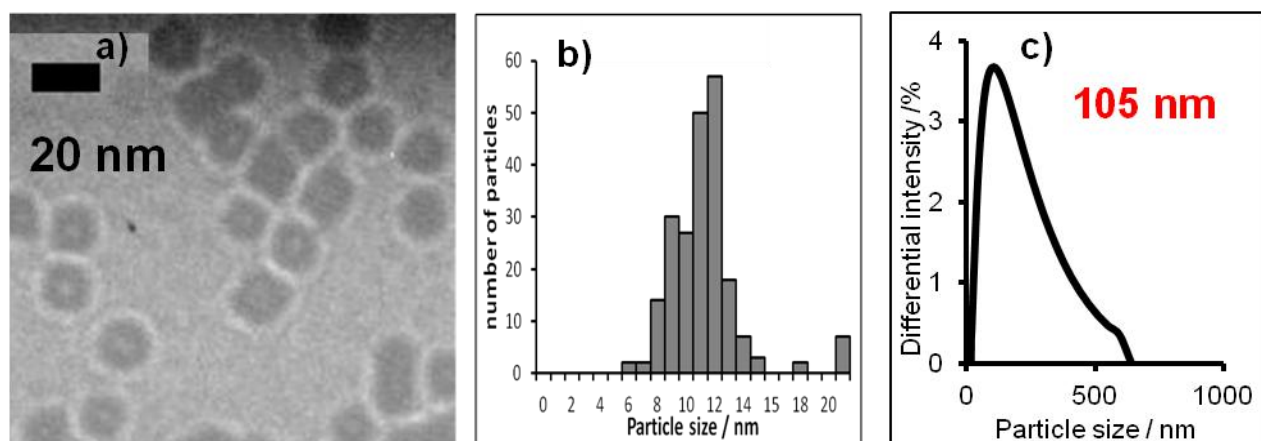 a)
20 nm
b)
number of particles
60
50
40
30
20
10
0
0 2 4 6 8 10 12 14 15 18 20
Particle size / nm
c)
105 nm
Differential intensity /%
4
3
2
1
0
0 500 1000
Particle size / nm